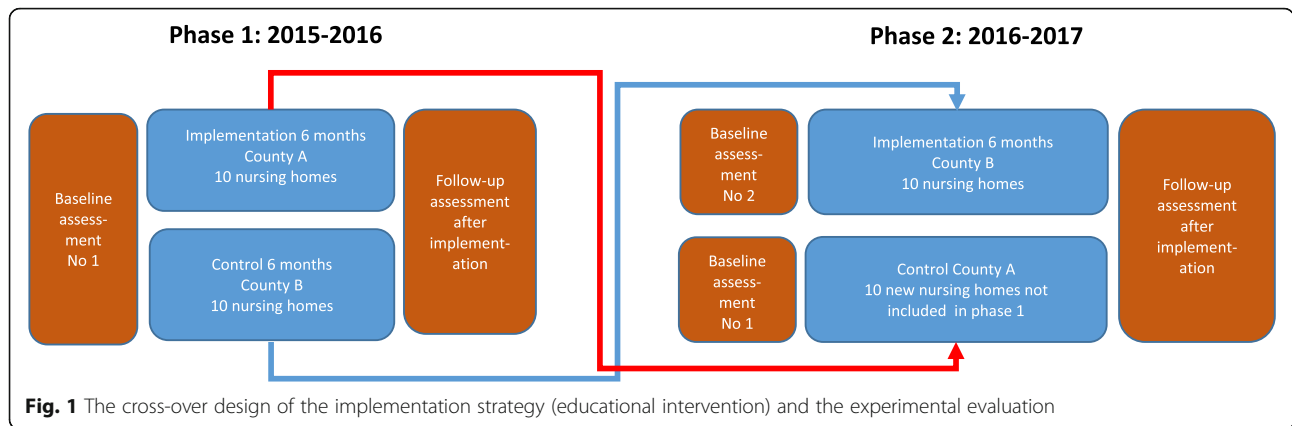 Phase 1: 2015-2016
Phase 2: 2016-2017
Baseline
assess-
ment
No 1
Implementation 6 months
County A
10 nursing homes
Control 6 months
County B
10 nursing homes
Follow-up
assessment
after
implement-
ation
Baseline
assess-
ment
No 2
Implementation 6 months
County B
10 nursing homes
Baseline
assess-
ment
No 1
Control County A
10 new nursing homes not
included in phase 1
Follow-up
assessment
after
implement-
ation
Fig. 1 The cross-over design of the implementation strategy (educational intervention) and the experimental evaluation